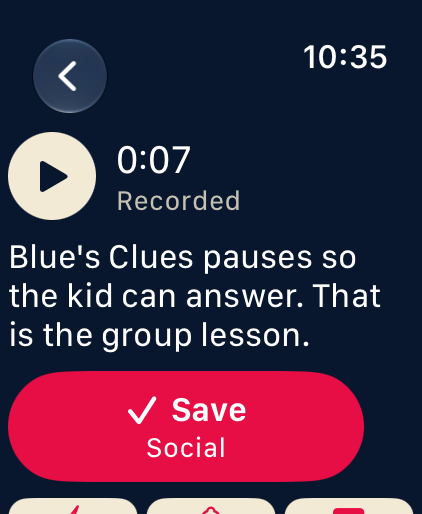 10:35
0:07
Recorded
Blue's Clues pauses so
the kid can answer. That
is the group lesson.
Save
Social